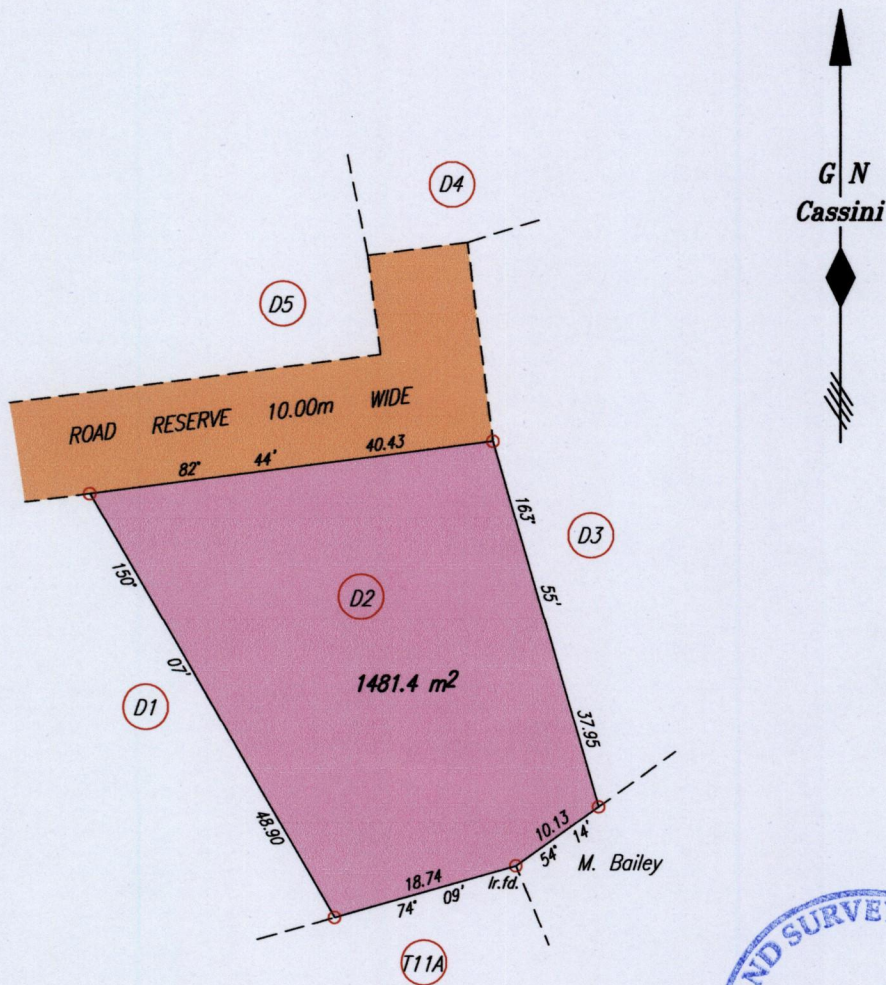 G N
Cassini
D4
D5
ROAD RESERVE 10.00m WIDE
82° 44' 40.43
163° 55' 37.95
D3
150° 07' 48.90
D2
1481.4 m²
D1
10.13
54° 14'
M. Bailey
18.74
Ir.fd.
74° 09'
T11A
ND SURVE